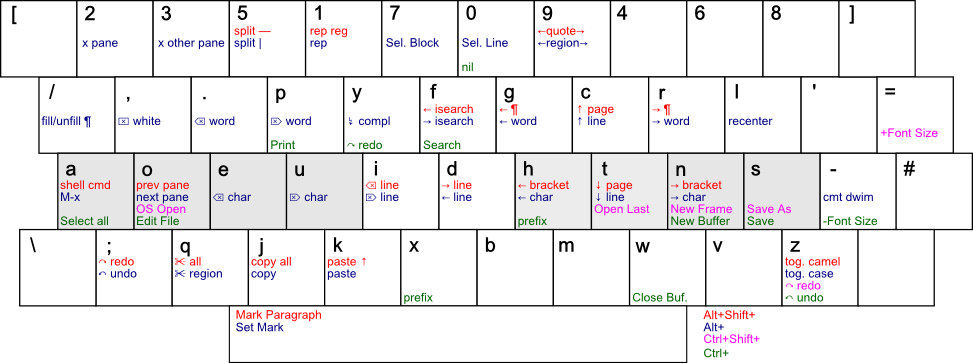 [ 2 3 5 1 7 0 9 4 6 8 ]
split — rep reg ←quote→
x pane x other pane split | rep Sel. Block Sel. Line ←region→
nil
/ , . p y f g c r l ' =
← isearch ← ¶ ↑ page → ¶
fill/unfill ¶ ⌦ white ⌫ word ⌦ word ↯ compl → isearch ← word ↑ line → word recenter
+Font Size
Print ↷ redo Search
a o e u i d h t n s - #
shell cmd prev pane ⌫ line → line ← bracket ↓ page → bracket
M-x next pane ⌫ char ⌦ char ⌦ line ← line ← char ↓ line → char cmt dwim
OS Open Open Last New Frame Save As
Select all Edit File prefix New Buffer Save -Font Size
\ ; q j k x b m w v z
↷ redo ✂ all copy all paste ↑ tog. camel
↶ undo ✂ region copy paste tog. case
↷ redo
prefix Close Buf. ↶ undo
Mark Paragraph Alt+Shift+
Set Mark Alt+
Ctrl+Shift+
Ctrl+